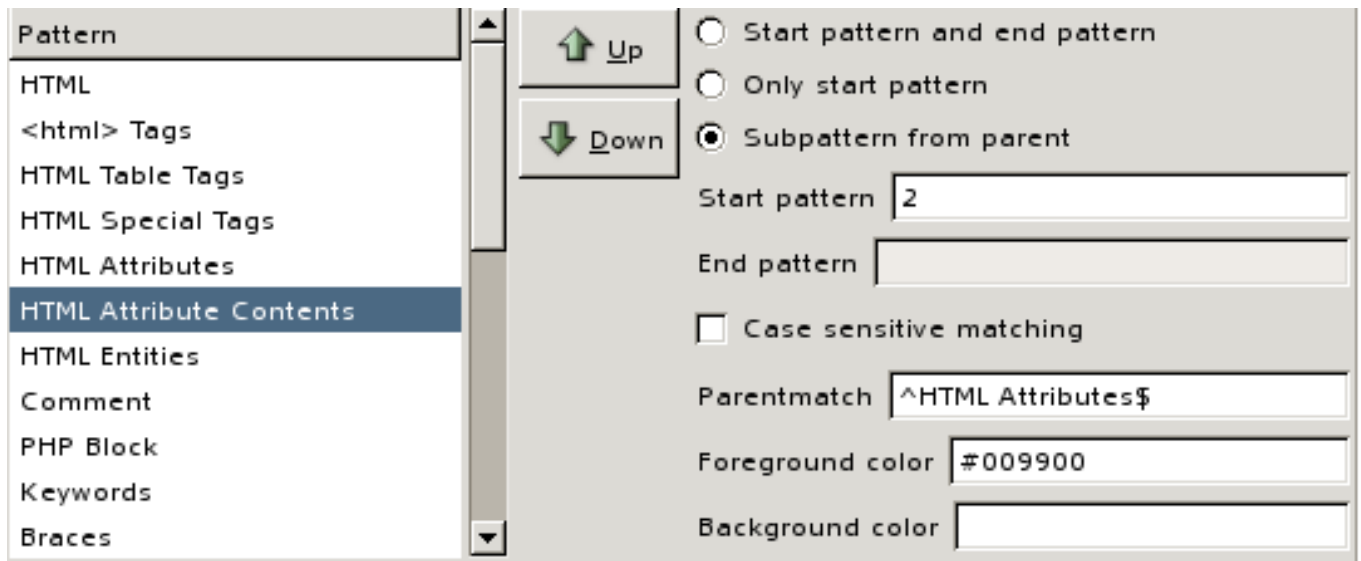 Pattern
HTML
<html> Tags
HTML Table Tags
HTML Special Tags
HTML Attributes
HTML Attribute Contents
HTML Entities
Comment
PHP Block
Keywords
Braces
Up
Down
Start pattern and end pattern
Only start pattern
Subpattern from parent
Start pattern 2
End pattern
Case sensitive matching
Parentmatch ^HTML Attributes$
Foreground color #009900
Background color